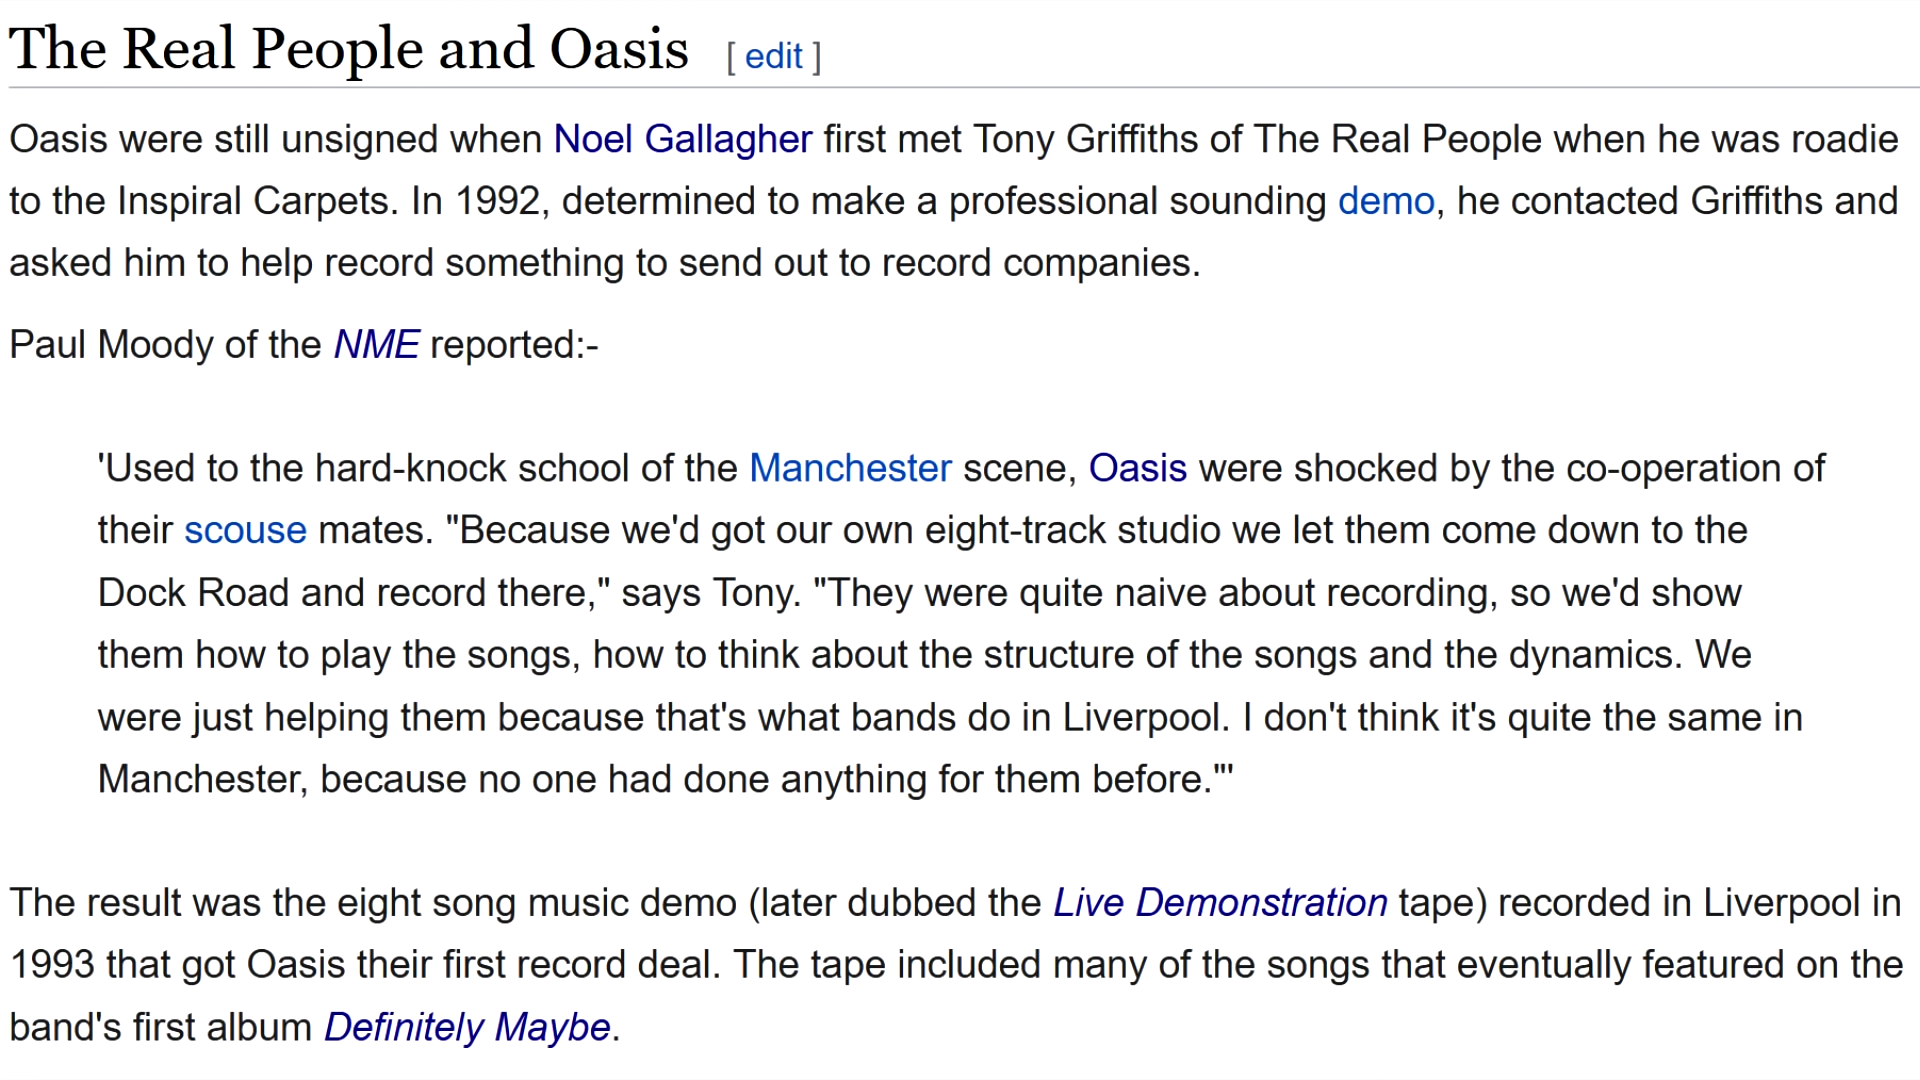 The Real People and Oasis [ edit ]
Oasis were still unsigned when Noel Gallagher first met Tony Griffiths of The Real People when he was roadie
to the Inspiral Carpets. In 1992, determined to make a professional sounding demo, he contacted Griffiths and
asked him to help record something to send out to record companies.
Paul Moody of the NME reported:-
'Used to the hard-knock school of the Manchester scene, Oasis were shocked by the co-operation of
their scouse mates. "Because we'd got our own eight-track studio we let them come down to the
Dock Road and record there," says Tony. "They were quite naive about recording, so we'd show
them how to play the songs, how to think about the structure of the songs and the dynamics. We
were just helping them because that's what bands do in Liverpool. I don't think it's quite the same in
Manchester, because no one had done anything for them before."'
The result was the eight song music demo (later dubbed the Live Demonstration tape) recorded in Liverpool in
1993 that got Oasis their first record deal. The tape included many of the songs that eventually featured on the
band's first album Definitely Maybe.